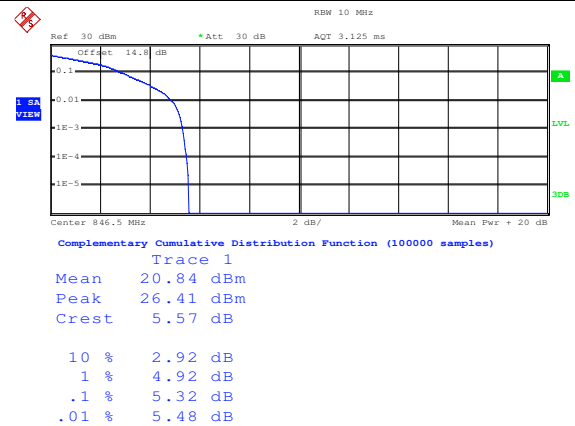 R S
RBW 10 MHz
Ref 30 dBm *Att 30 dB AQT 3.125 ms
Offset 14.8 dB
0.1
A
0.01
1 SA
VIEW
1E-3
LVL
1E-4
1E-5
3DB
Center 846.5 MHz 2 dB/ Mean Pwr + 20 dB
Complementary Cumulative Distribution Function (100000 samples)
Trace 1
Mean 20.84 dBm
Peak 26.41 dBm
Crest 5.57 dB
10 % 2.92 dB
1 % 4.92 dB
.1 % 5.32 dB
.01 % 5.48 dB